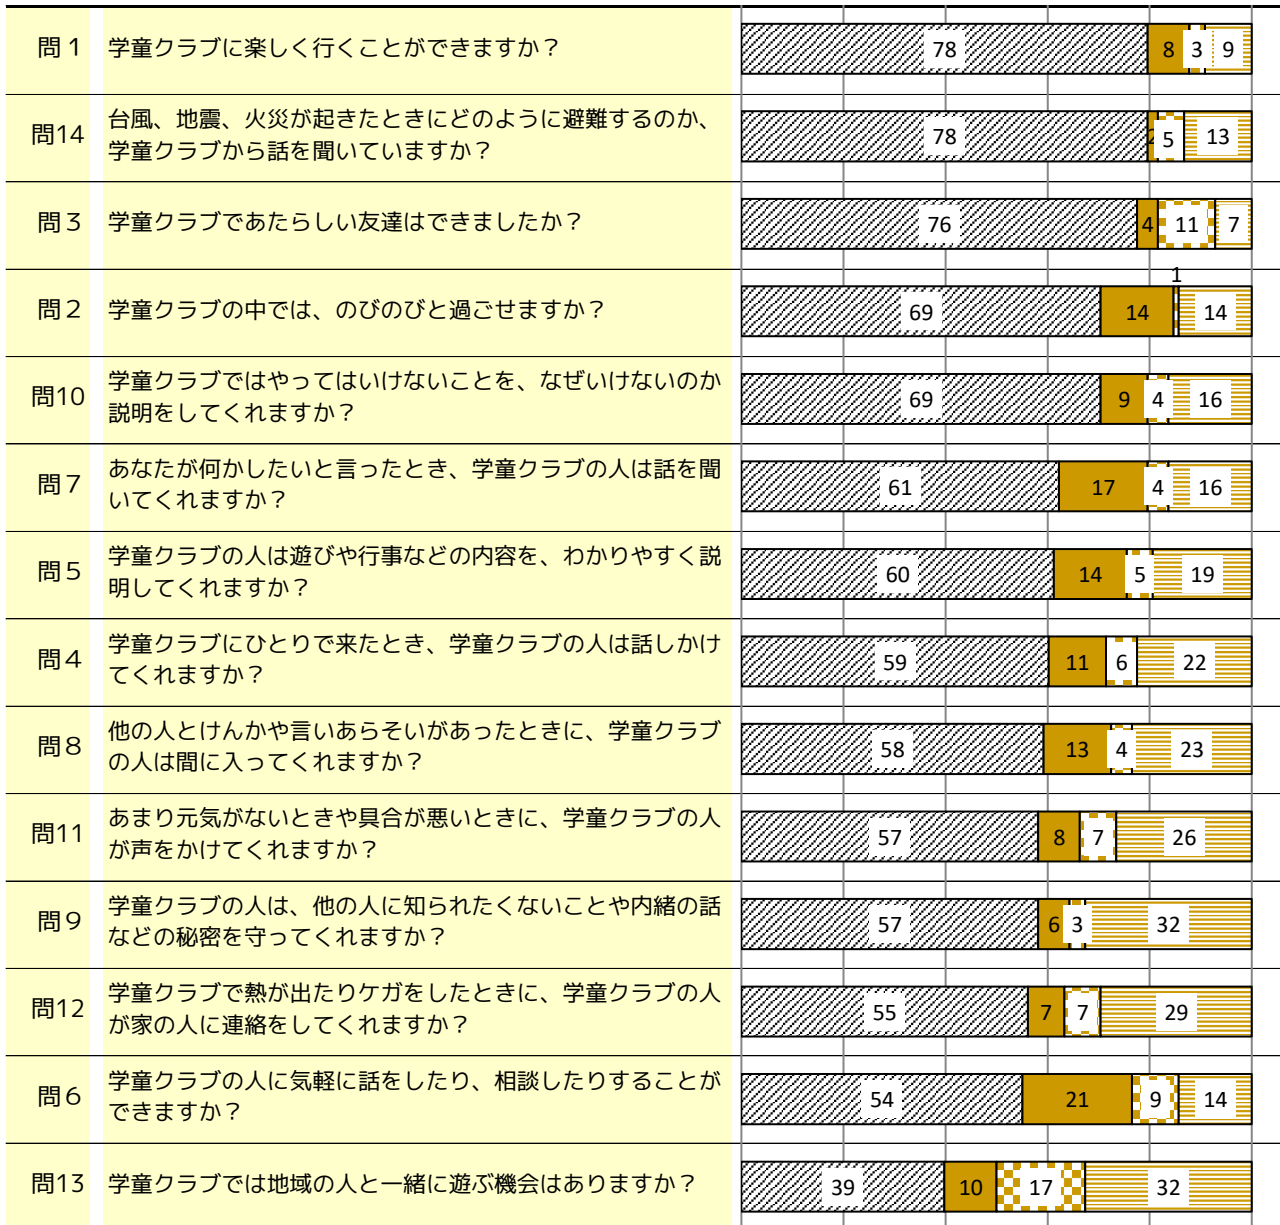 問１ 学童クラブに楽しく行くことができますか？ 78 8 3 9
問14 台風、地震、火災が起きたときにどのように避難するのか、
学童クラブから話を聞いていますか？ 78 2 5 13
問３ 学童クラブであたらしい友達はできましたか？ 76 4 11 7
問２ 学童クラブの中では、のびのびと過ごせますか？ 69 14 1 14
問10 学童クラブではやってはいけないことを、なぜいけないのか
説明をしてくれますか？ 69 9 4 16
問７ あなたが何かしたいと言ったとき、学童クラブの人は話を聞
いてくれますか？ 61 17 4 16
問５ 学童クラブの人は遊びや行事などの内容を、わかりやすく説
明してくれますか？ 60 14 5 19
問４ 学童クラブにひとりで来たとき、学童クラブの人は話しかけ
てくれますか？ 59 11 6 22
問８ 他の人とけんかや言いあらそいがあったときに、学童クラブ
の人は間に入ってくれますか？ 58 13 4 23
問11 あまり元気がないときや具合が悪いときに、学童クラブの人
が声をかけてくれますか？ 57 8 7 26
問９ 学童クラブの人は、他の人に知られたくないことや内緒の話
などの秘密を守ってくれますか？ 57 6 3 32
問12 学童クラブで熱が出たりケガをしたときに、学童クラブの人
が家の人に連絡をしてくれますか？ 55 7 7 29
問６ 学童クラブの人に気軽に話をしたり、相談したりすることが
できますか？ 54 21 9 14
問13 学童クラブでは地域の人と一緒に遊ぶ機会はありますか？ 39 10 17 32